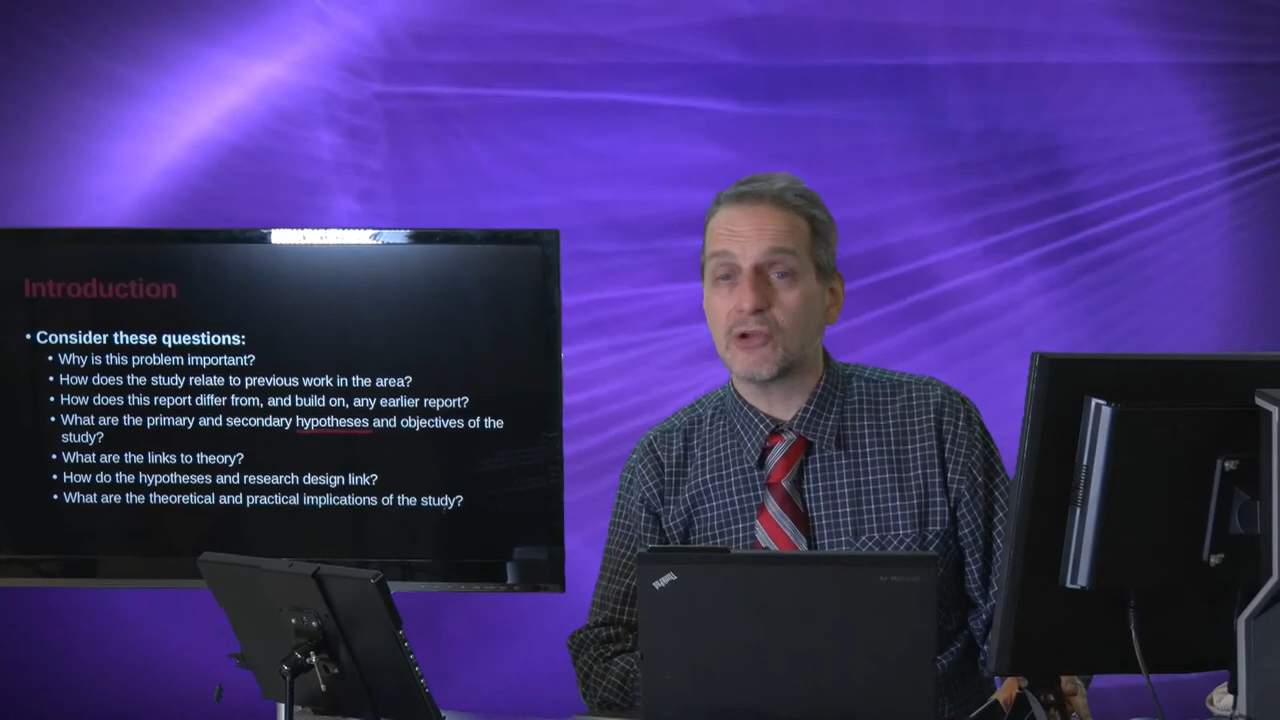 Introduction
• Consider these questions:
• Why is this problem important?
• How does the study relate to previous work in the area?
• How does this report differ from, and build on, any earlier report?
• What are the primary and secondary hypotheses and objectives of the
study?
• What are the links to theory?
• How do the hypotheses and research design link?
• What are the theoretical and practical implications of the study?
ThinkPad